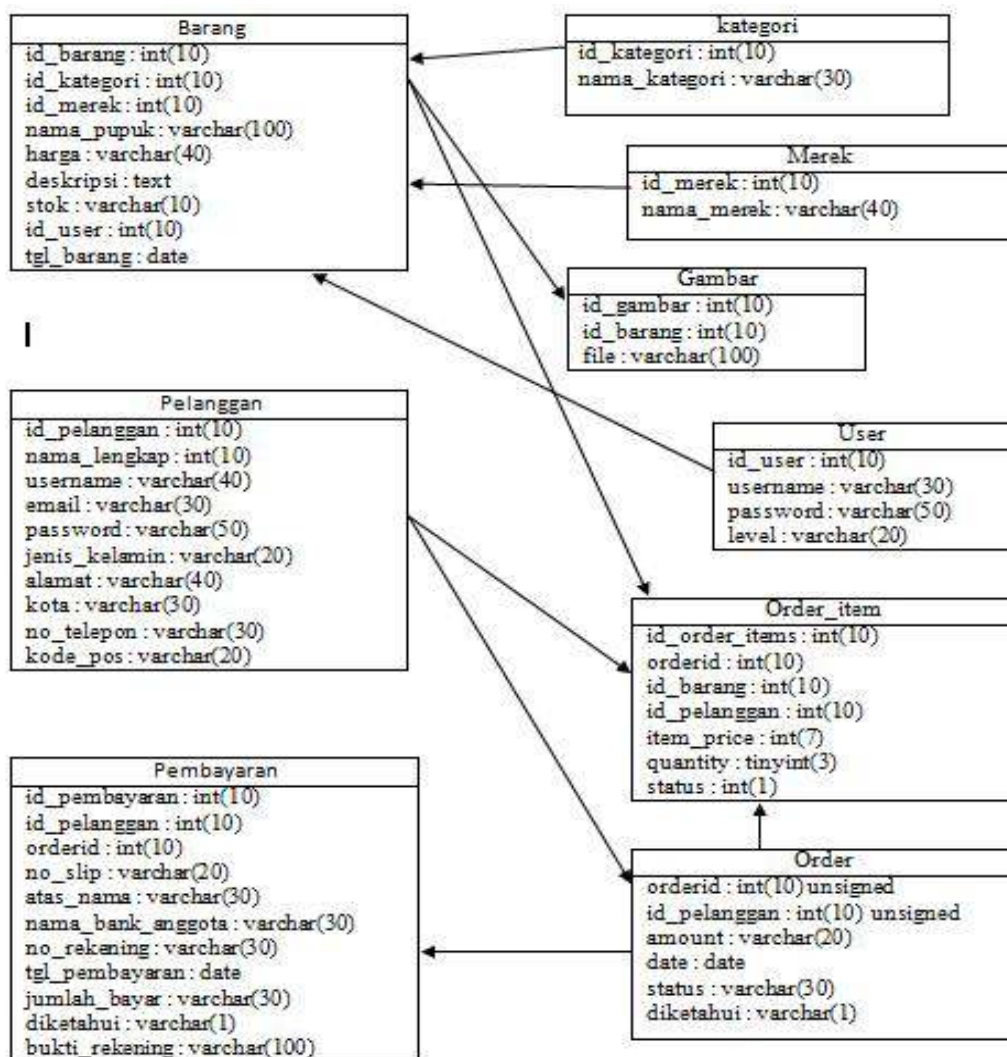 Barang
id_barang : int(10)
id_kategori : int(10)
id_merek : int(10)
nama_pupuk : varchar(100)
harga : varchar(40)
deskripsi : text
stok : varchar(10)
id_user : int(10)
tgl_barang : date
kategori
id_kategori : int(10)
nama_kategori : varchar(30)
Merek
id_merek : int(10)
nama_merek : varchar(40)
Gambar
id_gambar : int(10)
id_barang : int(10)
file : varchar(100)
Pelanggan
id_pelanggan : int(10)
nama_lengkap : int(10)
username : varchar(40)
email : varchar(30)
password : varchar(50)
jenis_kelamin : varchar(20)
alamat : varchar(40)
kota : varchar(30)
no_telepon : varchar(30)
kode_pos : varchar(20)
User
id_user : int(10)
username : varchar(30)
password : varchar(50)
level : varchar(20)
Order_item
id_order_items : int(10)
orderid : int(10)
id_barang : int(10)
id_pelanggan : int(10)
item_price : int(7)
quantity : tinyint(3)
status : int(1)
Pembayaran
id_pembayaran : int(10)
id_pelanggan : int(10)
orderid : int(10)
no_slip : varchar(20)
atas_nama : varchar(30)
nama_bank_anggota : varchar(30)
no_rekening : varchar(30)
tgl_pembayaran : date
jumlah_bayar : varchar(30)
diketahui : varchar(1)
bukti_rekening : varchar(100)
Order
orderid : int(10) unsigned
id_pelanggan : int(10) unsigned
amount : varchar(20)
date : date
status : varchar(30)
diketahui : varchar(1)